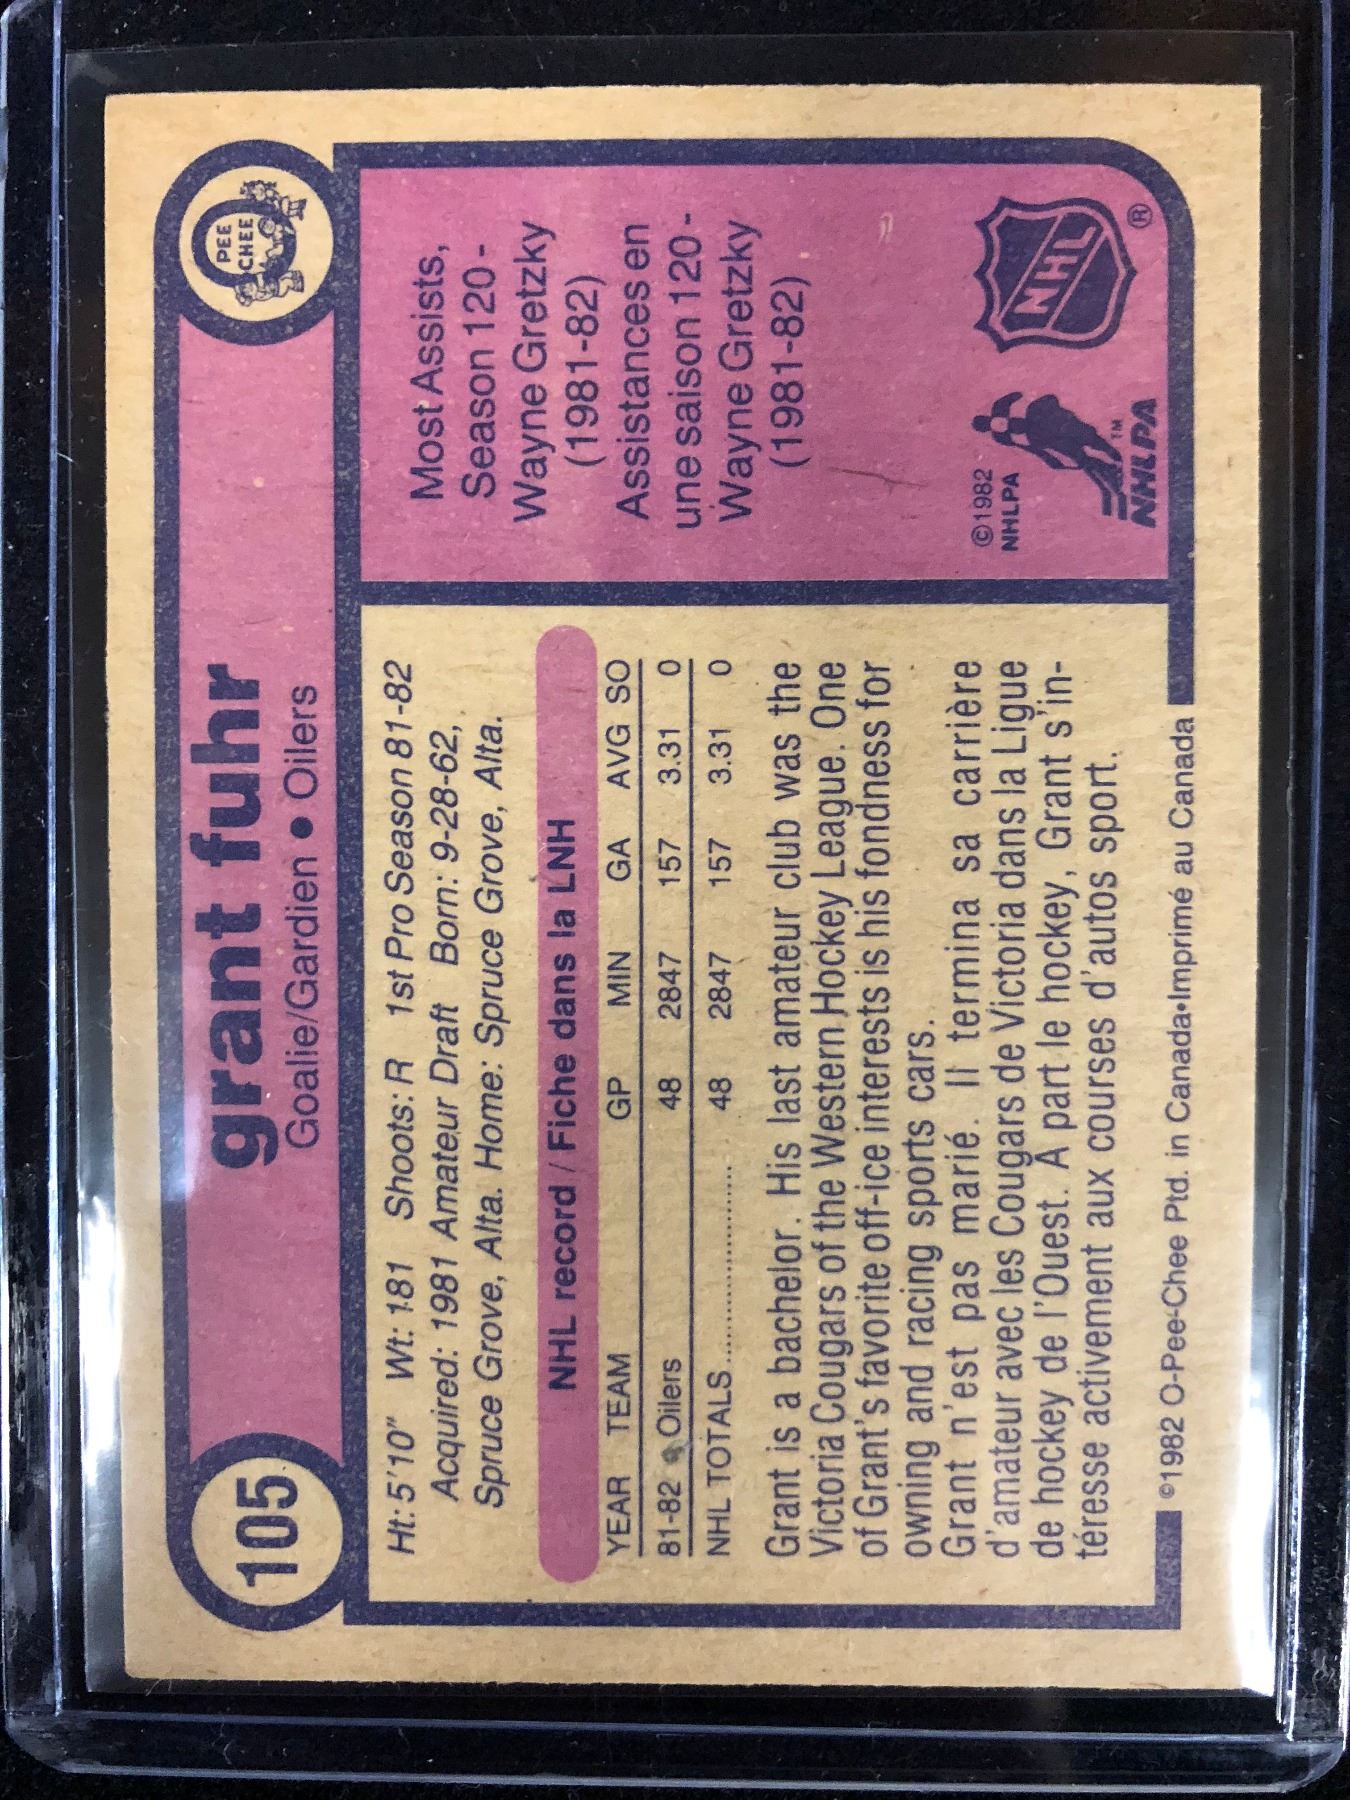 105
grant fuhr
Goalie/Gardien • Oilers
O
PEE
CHEE
Ht: 5'10" Wt: 181 Shoots: R 1st Pro Season 81-82
Acquired: 1981 Amateur Draft Born: 9-28-62,
Spruce Grove, Alta. Home: Spruce Grove, Alta.
NHL record / Fiche dans la LNH
YEAR TEAM GP MIN GA AVG SO
81-82 Oilers 48 2847 157 3.31 0
NHL TOTALS.................... 48 2847 157 3.31 0
Grant is a bachelor. His last amateur club was the
Victoria Cougars of the Western Hockey League. One
of Grant's favorite off-ice interests is his fondness for
owning and racing sports cars.
Grant n'est pas marié. Il termina sa carrière
d'amateur avec les Cougars de Victoria dans la Ligue
de hockey de l'Ouest. À part le hockey, Grant s'in-
téresse activement aux courses d'autos sport.
©1982 O-Pee-Chee Ptd. in Canada•Imprimé au Canada
Most Assists,
Season 120-
Wayne Gretzky
(1981-82)
Assistances en
une saison 120-
Wayne Gretzky
(1981-82)
©1982
NHLPA
TM
NHLPA
NHL
®